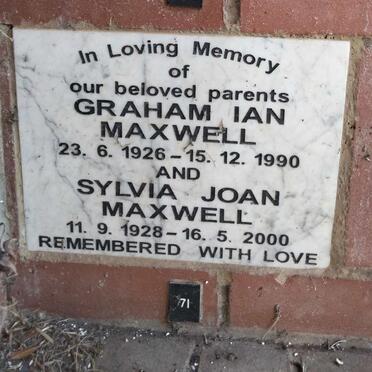 In Loving Memory
of
our beloved parents
GRAHAM IAN
MAXWELL
23. 6. 1926 - 15. 12. 1990
AND
SYLVIA JOAN
MAXWELL
11. 9. 1928 - 16. 5. 2000
REMEMBERED WITH LOVE
71